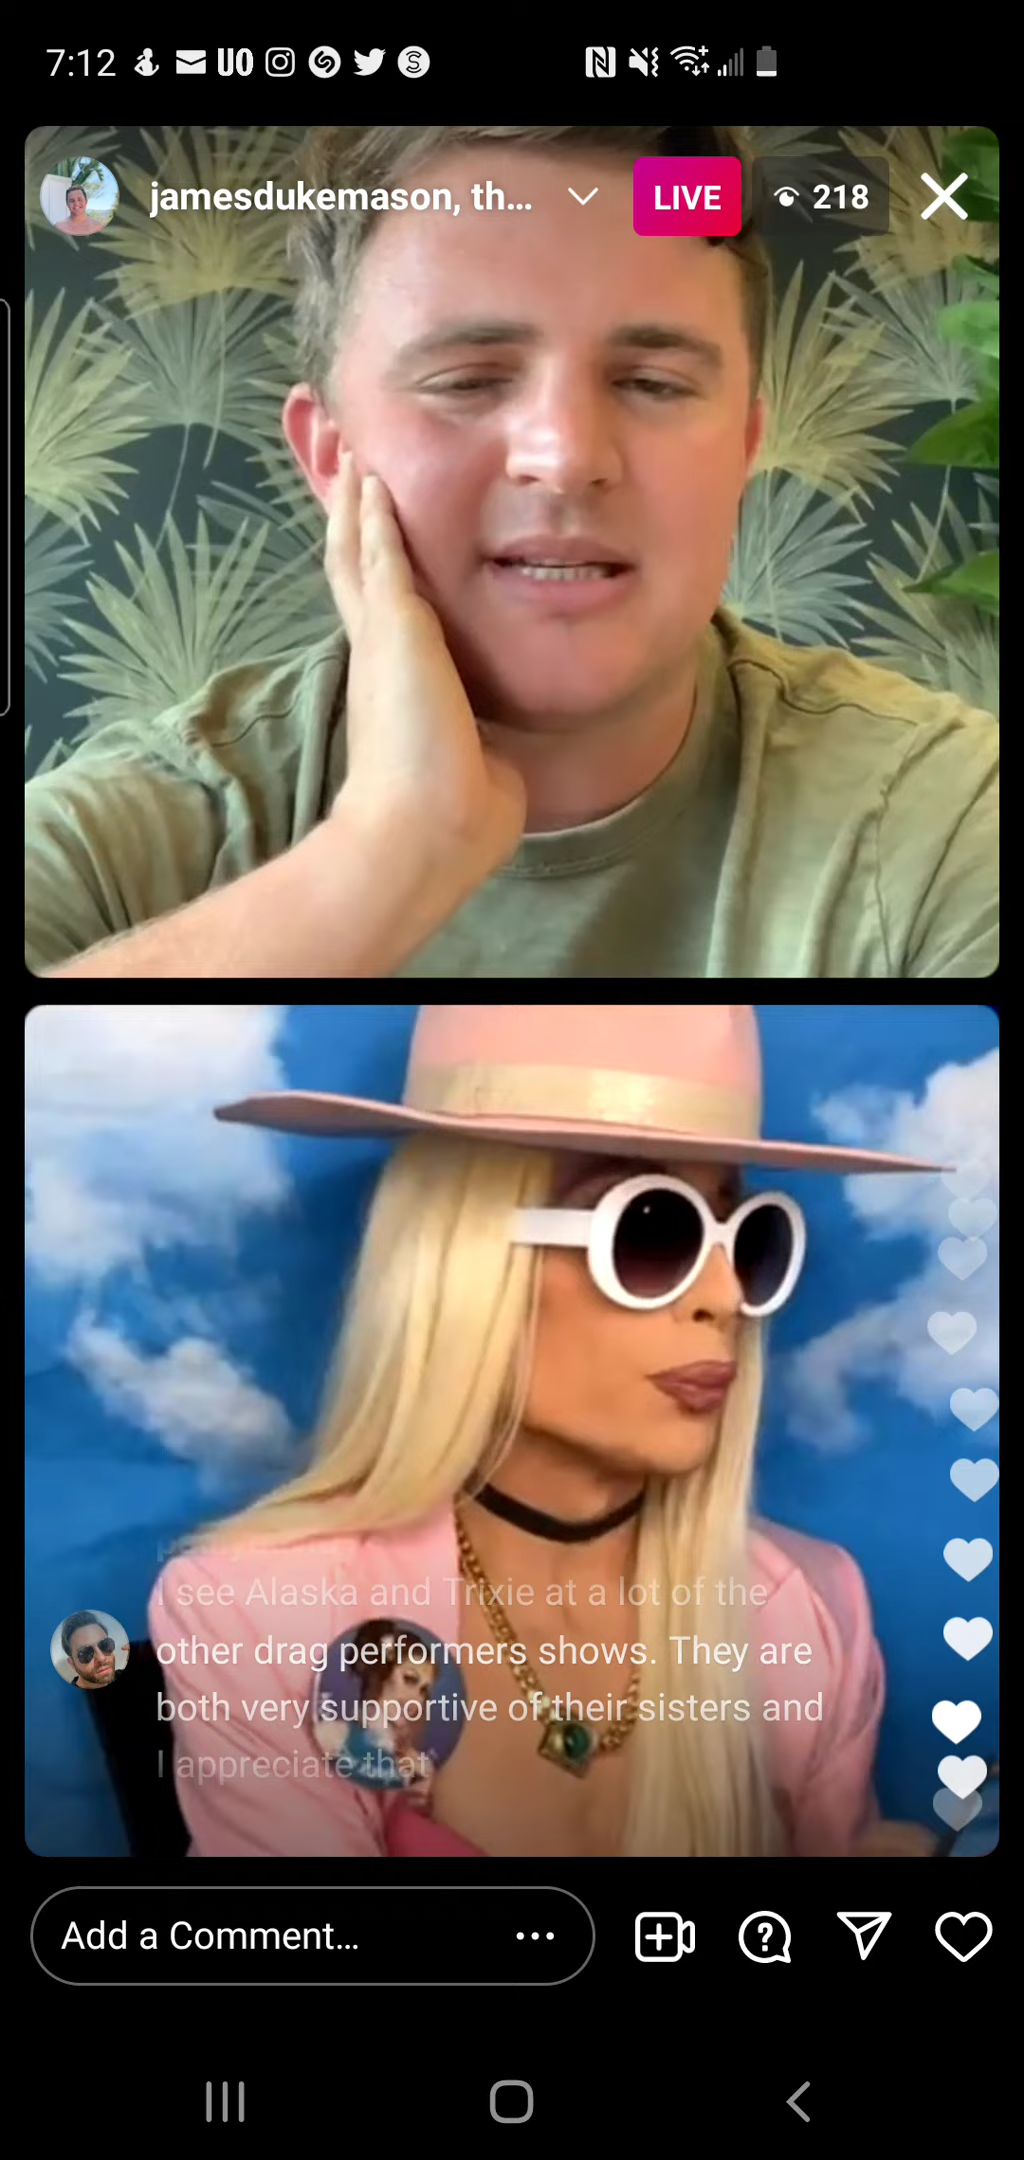 7:12 UO
jamesdukemason, th... LIVE 218
I see Alaska and Trixie at a lot of the
other drag performers shows. They are
both very supportive of their sisters and
I appreciate that
Add a Comment...